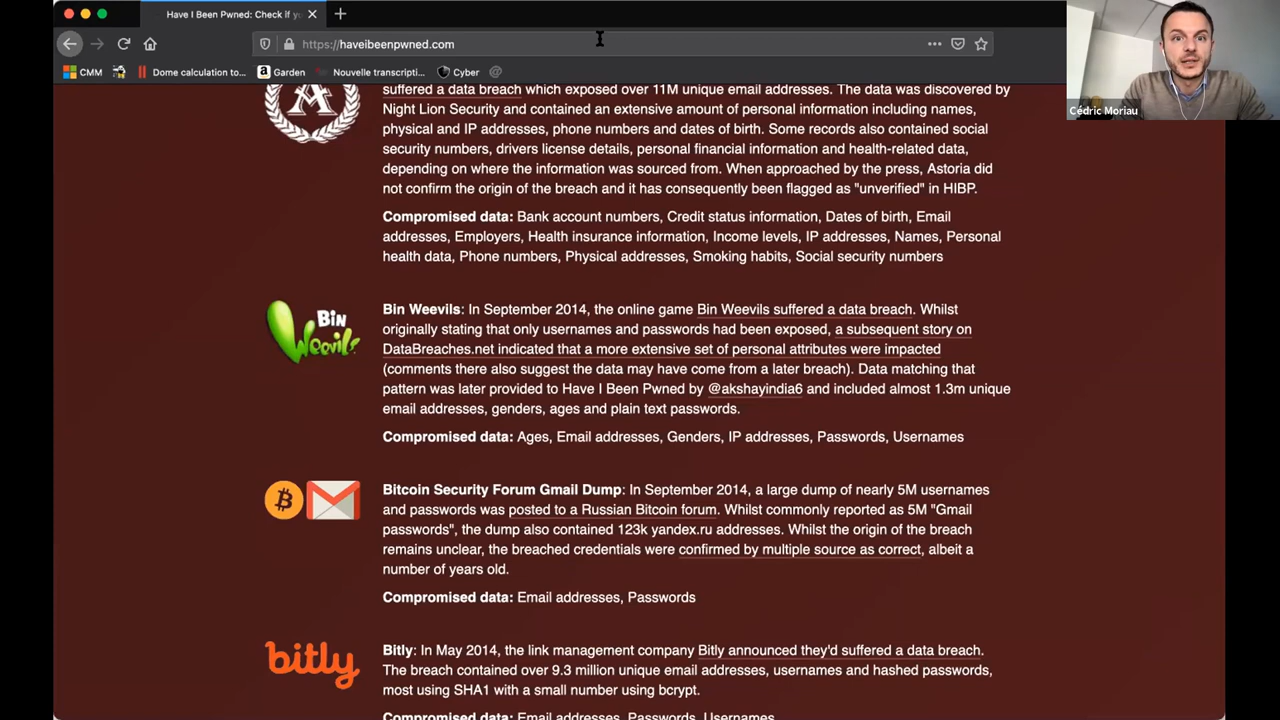 Have I Been Pwned: Check if yo
https://haveibeenpwned.com
CMM
Dome calculation to...
Garden
Nouvelle transcripti...
Cyber
Cédric Moriau
A
suffered a data breach which exposed over 11M unique email addresses. The data was discovered by
Night Lion Security and contained an extensive amount of personal information including names,
physical and IP addresses, phone numbers and dates of birth. Some records also contained social
security numbers, drivers license details, personal financial information and health-related data,
depending on where the information was sourced from. When approached by the press, Astoria did
not confirm the origin of the breach and it has consequently been flagged as "unverified" in HIBP.
Compromised data: Bank account numbers, Credit status information, Dates of birth, Email
addresses, Employers, Health insurance information, Income levels, IP addresses, Names, Personal
health data, Phone numbers, Physical addresses, Smoking habits, Social security numbers
BIN
Weevils
Bin Weevils: In September 2014, the online game Bin Weevils suffered a data breach. Whilst
originally stating that only usernames and passwords had been exposed, a subsequent story on
DataBreaches.net indicated that a more extensive set of personal attributes were impacted
(comments there also suggest the data may have come from a later breach). Data matching that
pattern was later provided to Have I Been Pwned by @akshayindia6 and included almost 1.3m unique
email addresses, genders, ages and plain text passwords.
Compromised data: Ages, Email addresses, Genders, IP addresses, Passwords, Usernames
Bitcoin Security Forum Gmail Dump: In September 2014, a large dump of nearly 5M usernames
and passwords was posted to a Russian Bitcoin forum. Whilst commonly reported as 5M "Gmail
passwords", the dump also contained 123k yandex.ru addresses. Whilst the origin of the breach
remains unclear, the breached credentials were confirmed by multiple source as correct, albeit a
number of years old.
Compromised data: Email addresses, Passwords
bitly
Bitly: In May 2014, the link management company Bitly announced they'd suffered a data breach.
The breach contained over 9.3 million unique email addresses, usernames and hashed passwords,
most using SHA1 with a small number using bcrypt.
Compromised data: Email addresses, Passwords, Usernames